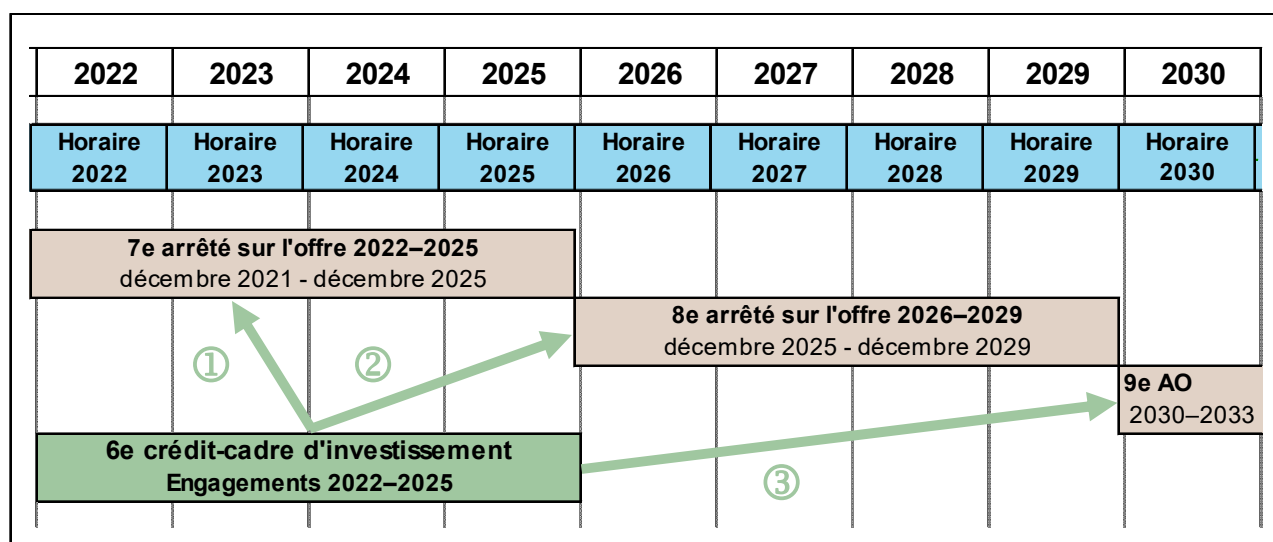 2022 2023 2024 2025 2026 2027 2028 2029 2030
Horaire Horaire Horaire Horaire Horaire Horaire Horaire Horaire Horaire
2022 2023 2024 2025 2026 2027 2028 2029 2030
7e arrêté sur l'offre 2022–2025
décembre 2021 - décembre 2025
8e arrêté sur l'offre 2026–2029
décembre 2025 - décembre 2029
① ②
9e AO
2030–2033
6e crédit-cadre d'investissement
Engagements 2022–2025
③